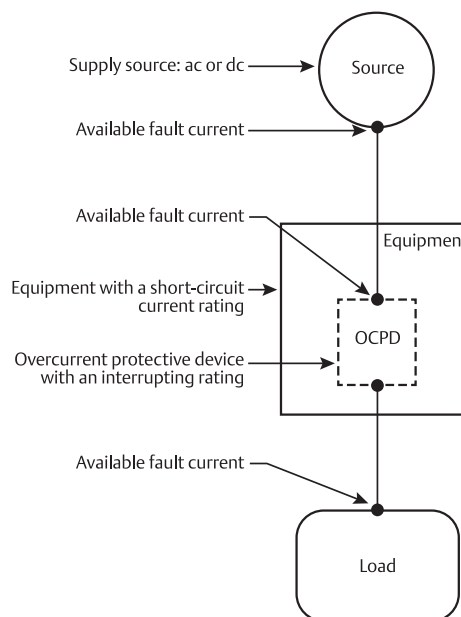 Supply source: ac or dc
Source
Available fault current
Available fault current
Equipmen
Equipment with a short-circuit
current rating
OCPD
Overcurrent protective device
with an interrupting rating
Available fault current
Load